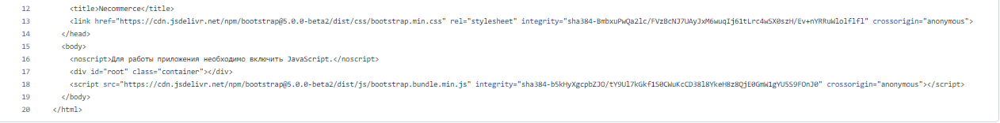 12 <title>Necommerce</title>
13 <link href="https://cdn.jsdelivr.net/npm/bootstrap@5.0.0-beta2/dist/css/bootstrap.min.css" rel="stylesheet" integrity="sha384-BmbxuPwQa2lc/FVzBcNJ7UAyJxM6wuqIj61tLrc4wSX0szH/Ev+nYRRuWlolflfl" crossorigin="anonymous">
14 </head>
15 <body>
16 <noscript>Для работы приложения необходимо включить JavaScript.</noscript>
17 <div id="root" class="container"></div>
18 <script src="https://cdn.jsdelivr.net/npm/bootstrap@5.0.0-beta2/dist/js/bootstrap.bundle.min.js" integrity="sha384-b5kHyXgcpbZJO/tY9Ul7kGkf1S0CWuKcCD38l8YkeH8z8QjE0GmW1gYU5S9FOnJ0" crossorigin="anonymous"></script>
19 </body>
20 </html>